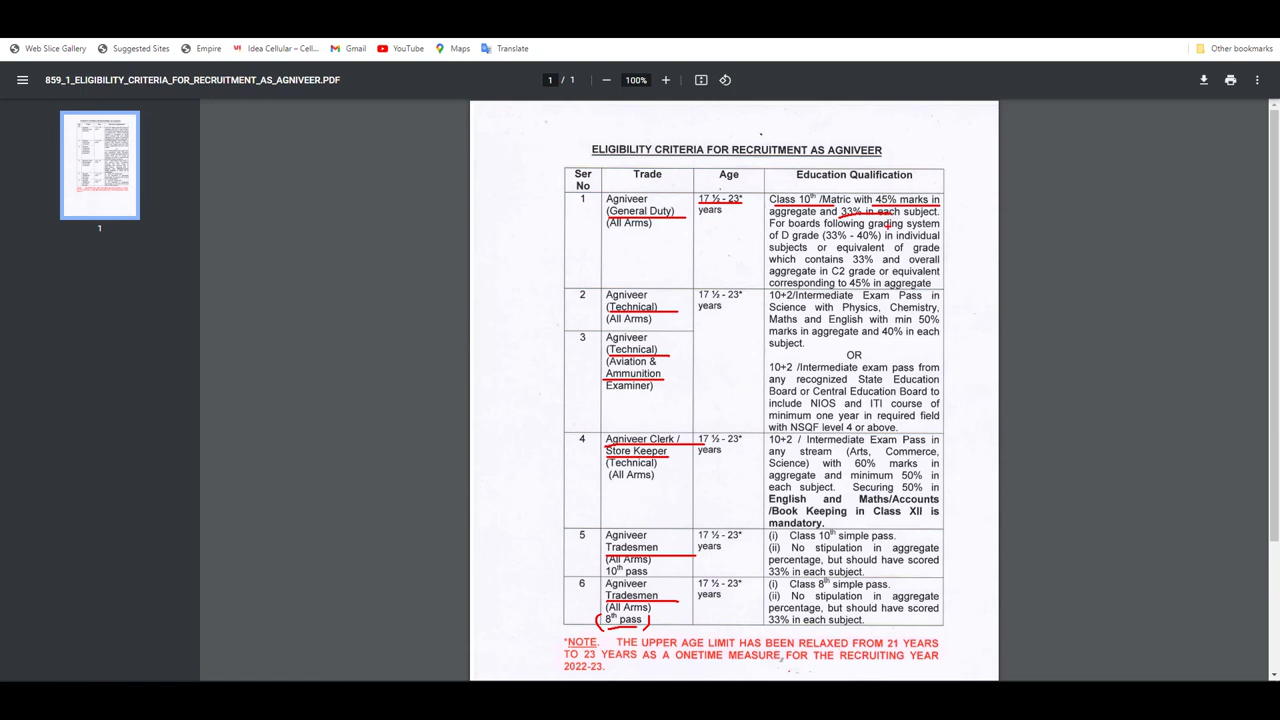 Web Slice Gallery Suggested Sites Empire Idea Cellular – Cell... Gmail YouTube Maps Translate Other bookmarks
859_1_ELIGIBILITY_CRITERIA_FOR_RECRUITMENT_AS_AGNIVEER.PDF 1 / 1 100%
1
ELIGIBILITY CRITERIA FOR RECRUITMENT AS AGNIVEER
Ser No Trade Age Education Qualification
1 Agniveer 17 ½ - 23* Class 10th /Matric with 45% marks in
(General Duty) years aggregate and 33% in each subject.
(All Arms) For boards following grading system
of D grade (33% - 40%) in individual
subjects or equivalent of grade
which contains 33% and overall
aggregate in C2 grade or equivalent
corresponding to 45% in aggregate
2 Agniveer 17 ½ - 23* 10+2/Intermediate Exam Pass in
(Technical) years Science with Physics, Chemistry,
(All Arms) Maths and English with min 50%
marks in aggregate and 40% in each
subject.
3 Agniveer
(Technical) OR
(Aviation & 10+2 /Intermediate exam pass from
Ammunition any recognized State Education
Examiner) Board or Central Education Board to
include NIOS and ITI course of
minimum one year in required field
with NSQF level 4 or above.
4 Agniveer Clerk / 17 ½ - 23* 10+2 / Intermediate Exam Pass in
Store Keeper years any stream (Arts, Commerce,
(Technical) Science) with 60% marks in
(All Arms) aggregate and minimum 50% in
each subject. Securing 50% in
English and Maths/Accounts
/Book Keeping in Class XII is
mandatory.
5 Agniveer 17 ½ - 23* (i) Class 10th simple pass.
Tradesmen years (ii) No stipulation in aggregate
(All Arms) percentage, but should have scored
10th pass 33% in each subject.
6 Agniveer 17 ½ - 23* (i) Class 8th simple pass.
Tradesmen years (ii) No stipulation in aggregate
(All Arms) percentage, but should have scored
8th pass 33% in each subject.
*NOTE. THE UPPER AGE LIMIT HAS BEEN RELAXED FROM 21 YEARS
TO 23 YEARS AS A ONETIME MEASURE FOR THE RECRUITING YEAR
2022-23.